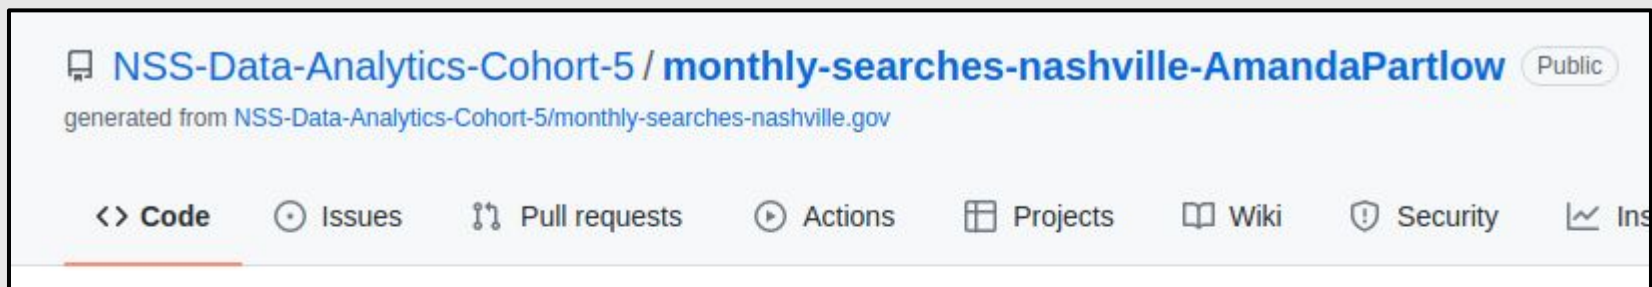 NSS-Data-Analytics-Cohort-5 / monthly-searches-nashville-AmandaPartlow Public
generated from NSS-Data-Analytics-Cohort-5/monthly-searches-nashville.gov
<> Code Issues Pull requests Actions Projects Wiki Security Ins